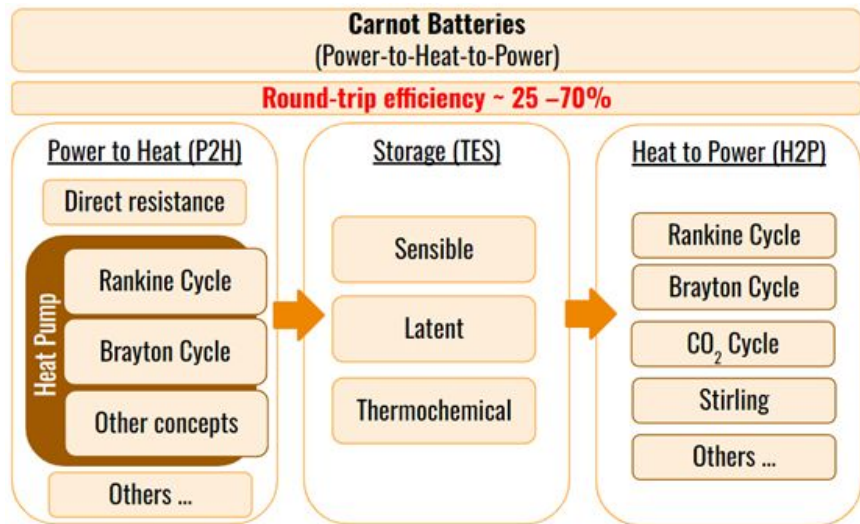 Carnot Batteries
(Power-to-Heat-to-Power)
Round-trip efficiency ~ 25 –70%
Power to Heat (P2H)
Direct resistance
Heat Pump
Rankine Cycle
Brayton Cycle
Other concepts
Others ...
Storage (TES)
Sensible
Latent
Thermochemical
Heat to Power (H2P)
Rankine Cycle
Brayton Cycle
CO₂ Cycle
Stirling
Others ...